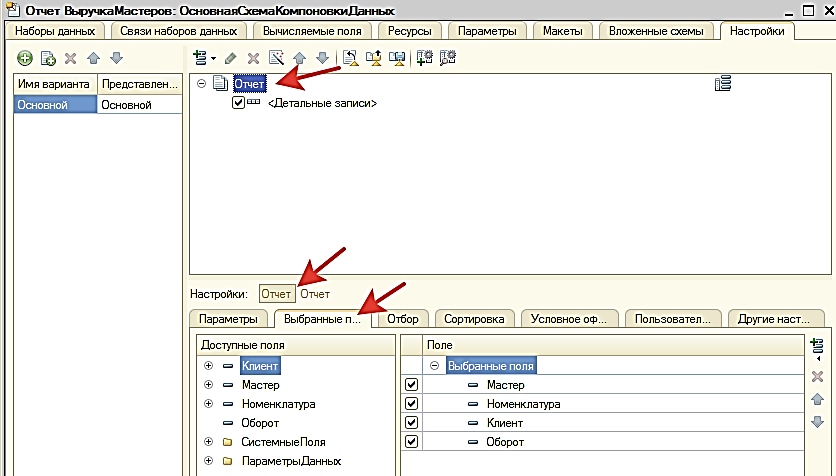 Отчет ВыручкаМастеров: ОсновнаяСхемаКомпоновкиДанных
Наборы данных Связи наборов данных Вычисляемые поля Ресурсы Параметры Макеты Вложенные схемы Настройки
Имя варианта Представлен...
Основной Основной
Отчет
<Детальные записи>
Настройки: Отчет Отчет
Параметры Выбранные п... Отбор Сортировка Условное оф... Пользовател... Другие наст...
Доступные поля
Клиент
Мастер
Номенклатура
Оборот
СистемныеПоля
ПараметрыДанных
Поле
Выбранные поля
Мастер
Номенклатура
Клиент
Оборот